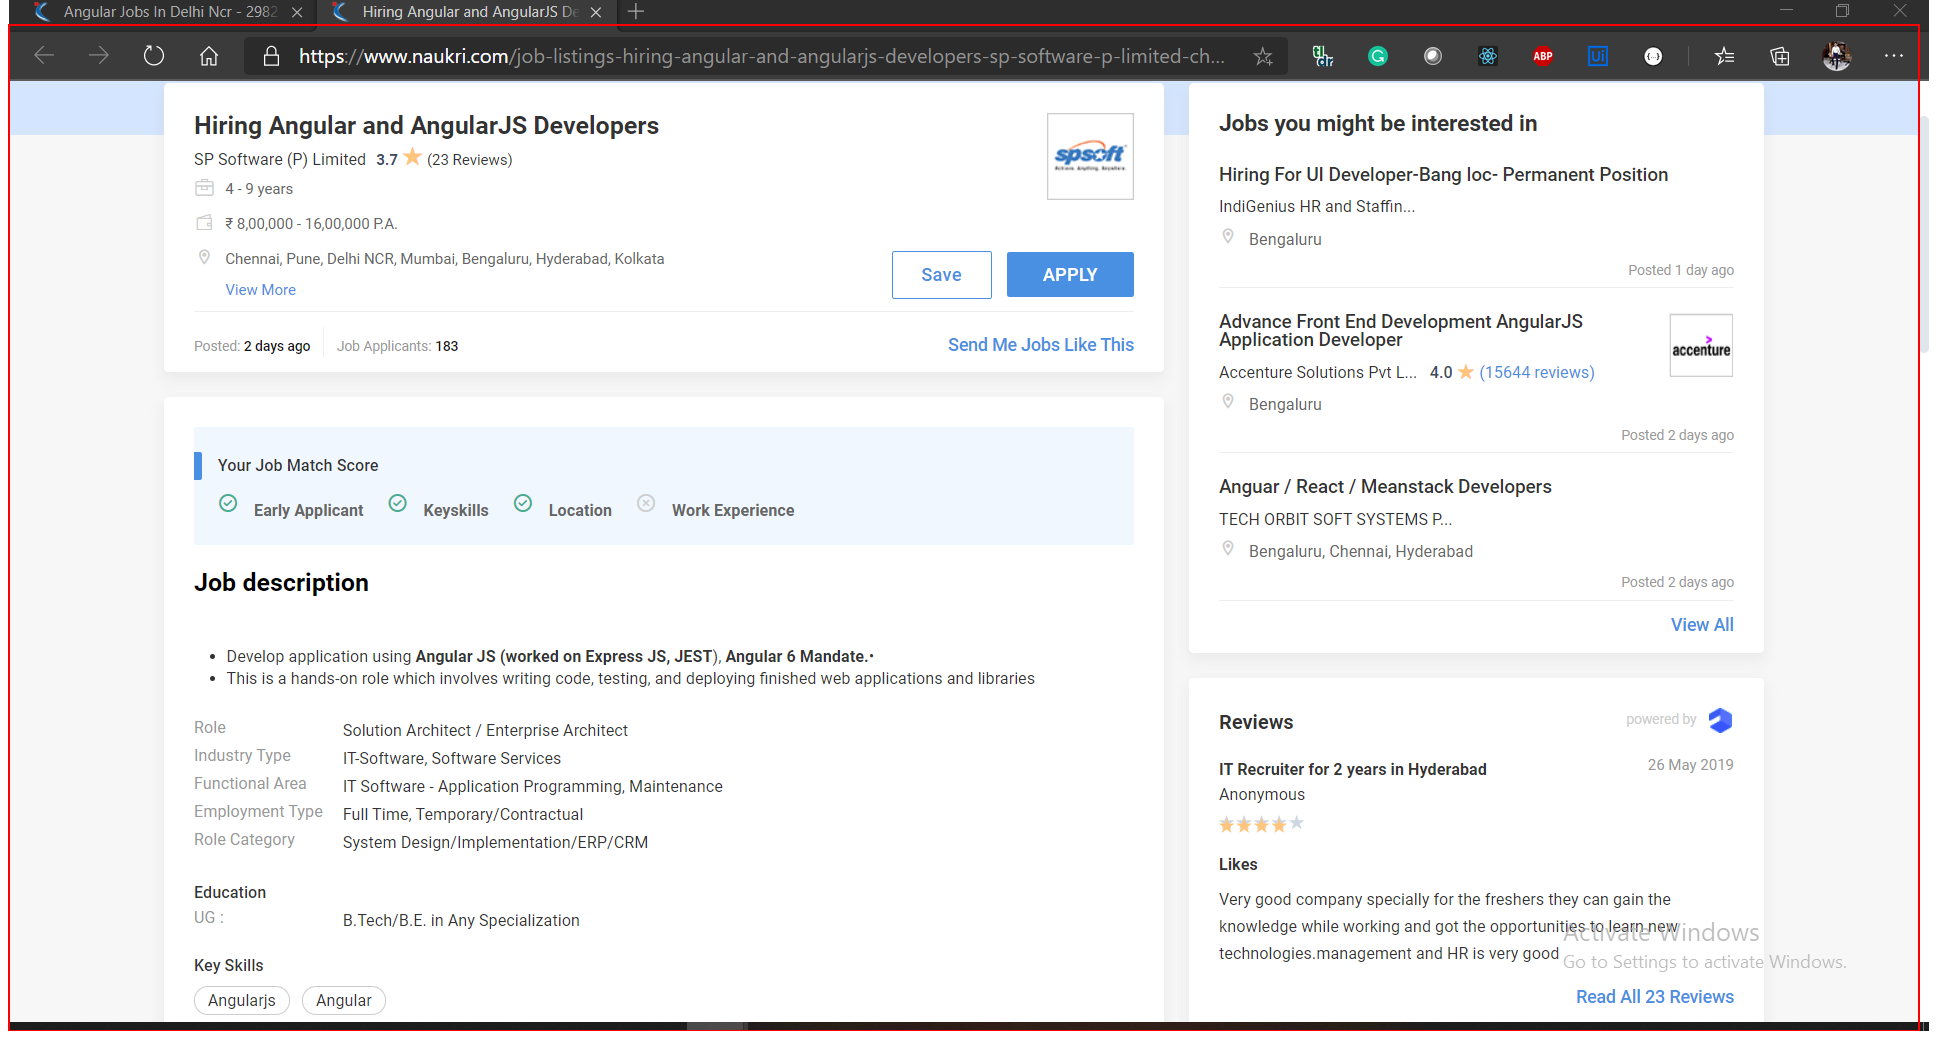 Angular Jobs In Delhi Ncr - 2982
Hiring Angular and AngularJS De
https://www.naukri.com/job-listings-hiring-angular-and-angularjs-developers-sp-software-p-limited-ch...
ABP
Ui
Hiring Angular and AngularJS Developers
SP Software (P) Limited 3.7 (23 Reviews)
4 - 9 years
₹ 8,00,000 - 16,00,000 P.A.
Chennai, Pune, Delhi NCR, Mumbai, Bengaluru, Hyderabad, Kolkata
View More
spsoft
Achieve. Anything. Anywhere.
Save
APPLY
Posted: 2 days ago
Job Applicants: 183
Send Me Jobs Like This
Your Job Match Score
Early Applicant
Keyskills
Location
Work Experience
Job description
• Develop application using Angular JS (worked on Express JS, JEST), Angular 6 Mandate.•
• This is a hands-on role which involves writing code, testing, and deploying finished web applications and libraries
Role Solution Architect / Enterprise Architect
Industry Type IT-Software, Software Services
Functional Area IT Software - Application Programming, Maintenance
Employment Type Full Time, Temporary/Contractual
Role Category System Design/Implementation/ERP/CRM
Education
UG : B.Tech/B.E. in Any Specialization
Key Skills
Angularjs
Angular
Jobs you might be interested in
Hiring For UI Developer-Bang loc- Permanent Position
IndiGenius HR and Staffin...
Bengaluru
Posted 1 day ago
Advance Front End Development AngularJS
Application Developer
accenture
Accenture Solutions Pvt L... 4.0 (15644 reviews)
Bengaluru
Posted 2 days ago
Anguar / React / Meanstack Developers
TECH ORBIT SOFT SYSTEMS P...
Bengaluru, Chennai, Hyderabad
Posted 2 days ago
View All
Reviews
powered by
IT Recruiter for 2 years in Hyderabad
26 May 2019
Anonymous
Likes
Very good company specially for the freshers they can gain the
knowledge while working and got the opportunities to learn new
technologies.management and HR is very good
Activate Windows
Go to Settings to activate Windows.
Read All 23 Reviews